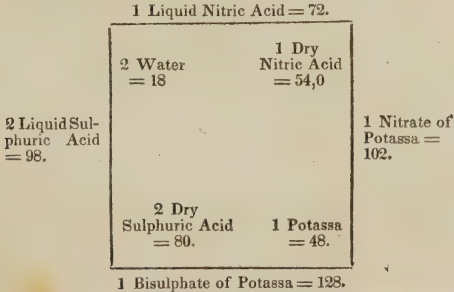 1 Liquid Nitric Acid = 72.
2 Water
= 18
1 Dry
Nitric Acid
= 54,0
2 Liquid Sul-
phuric Acid
= 98.
1 Nitrate of
Potassa =
102.
2 Dry
Sulphuric Acid
= 80.
1 Potassa
= 48.
1 Bisulphate of Potassa = 128.